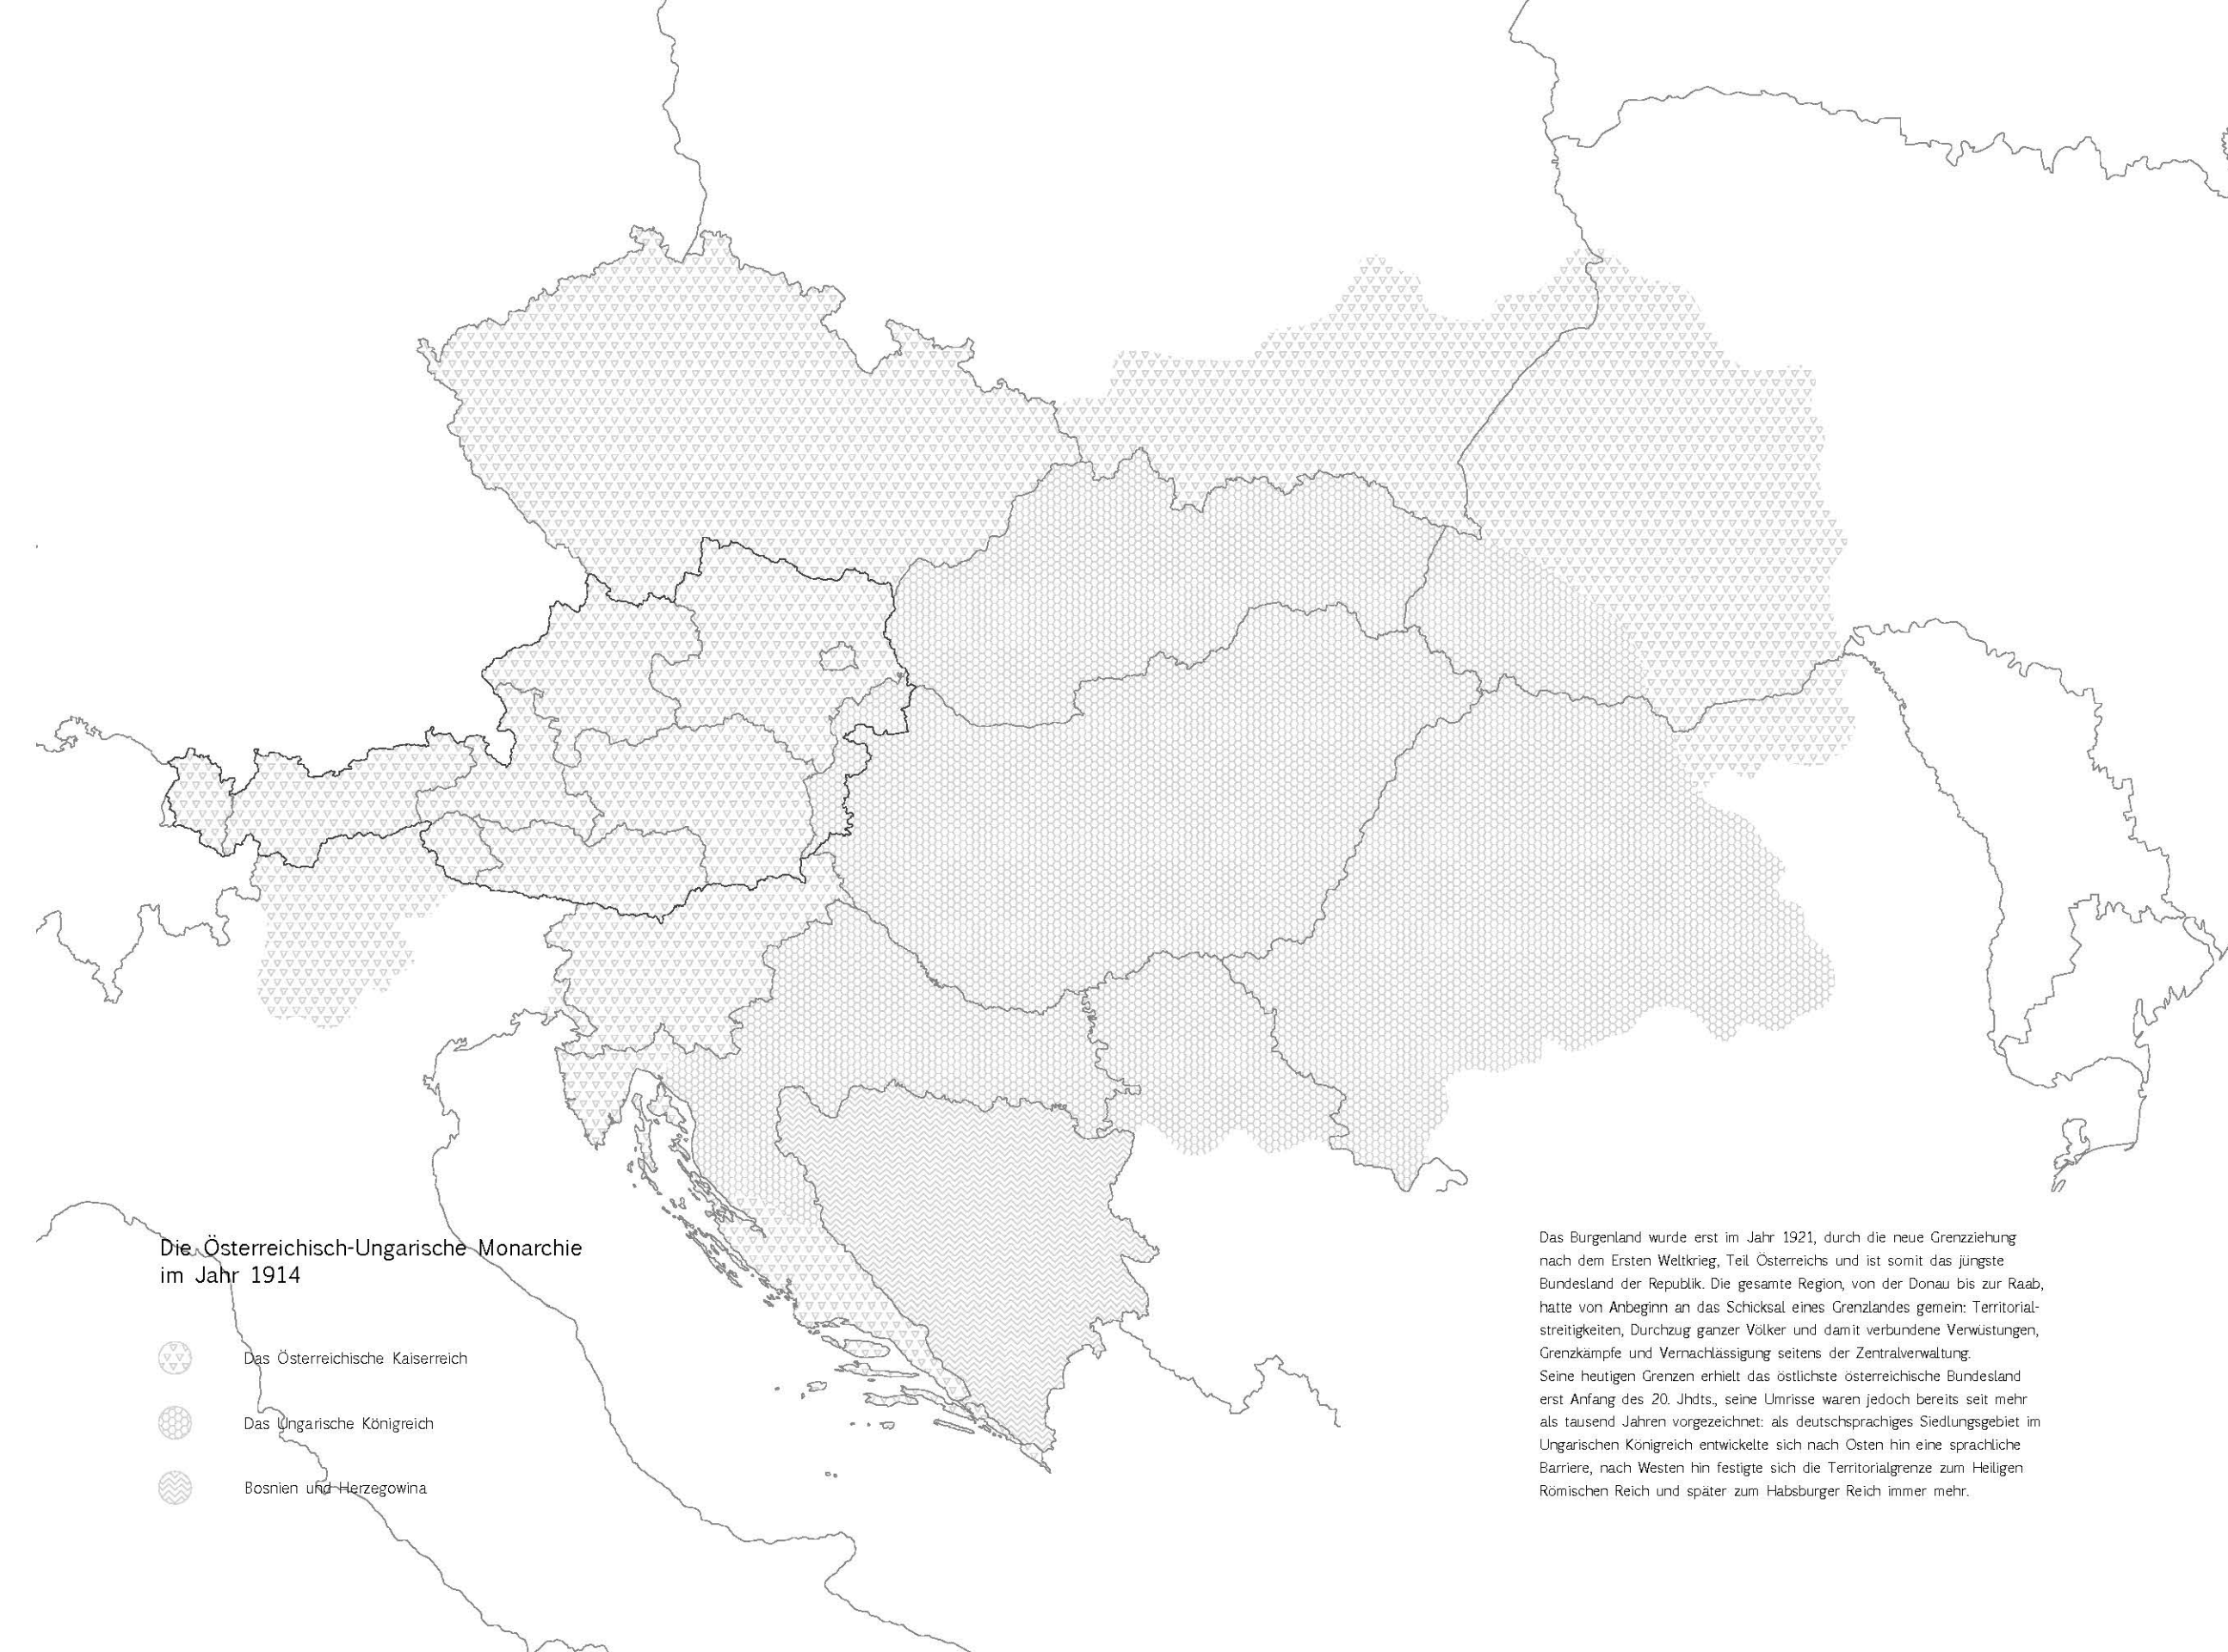 Die Österreichisch-Ungarische Monarchie
im Jahr 1914
Das Österreichische Kaiserreich
Das Ungarische Königreich
Bosnien und Herzegowina
Das Burgenland wurde erst im Jahr 1921, durch die neue Grenzziehung
nach dem Ersten Weltkrieg, Teil Österreichs und ist somit das jüngste
Bundesland der Republik. Die gesamte Region, von der Donau bis zur Raab,
hatte von Anbeginn an das Schicksal eines Grenzlandes gemein: Territorial-
streitigkeiten, Durchzug ganzer Völker und damit verbundene Verwüstungen,
Grenzkämpfe und Vernachlässigung seitens der Zentralverwaltung.
Seine heutigen Grenzen erhielt das östlichste österreichische Bundesland
erst Anfang des 20. Jhdts., seine Umrisse waren jedoch bereits seit mehr
als tausend Jahren vorgezeichnet: als deutschsprachiges Siedlungsgebiet im
Ungarischen Königreich entwickelte sich nach Osten hin eine sprachliche
Barriere, nach Westen hin festigte sich die Territorialgrenze zum Heiligen
Römischen Reich und später zum Habsburger Reich immer mehr.